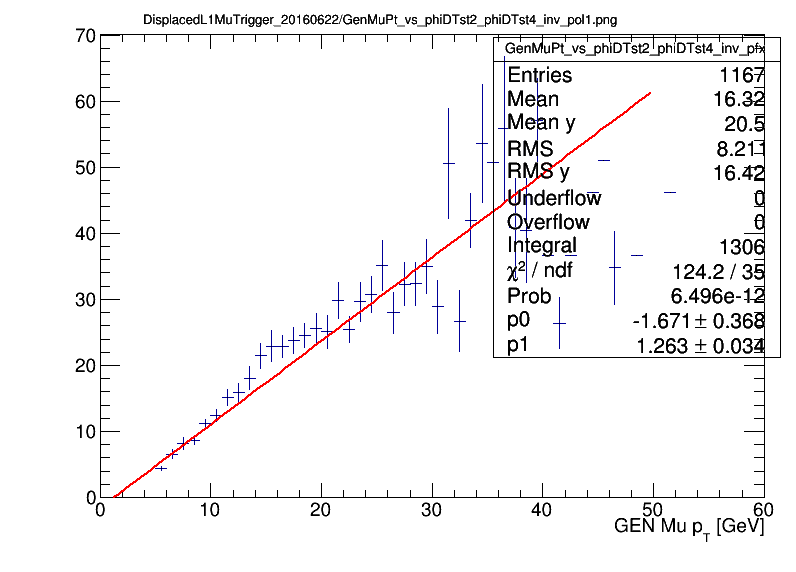 DisplacedL1MuTrigger_20160622/GenMuPt_vs_phiDTst2_phiDTst4_inv_pol1.png
GenMuPt_vs_phiDTst2_phiDTst4_inv_pfx
Entries 1167
Mean 16.32
Mean y 20.5
RMS 8.211
RMS y 16.42
Underflow 0
Overflow 0
Integral 1306
χ² / ndf 124.2 / 35
Prob 6.496e-12
p0 -1.671 ± 0.368
p1 1.263 ± 0.034
70
60
50
40
30
20
10
0
0 10 20 30 40 50 60
GEN Mu p_T [GeV]